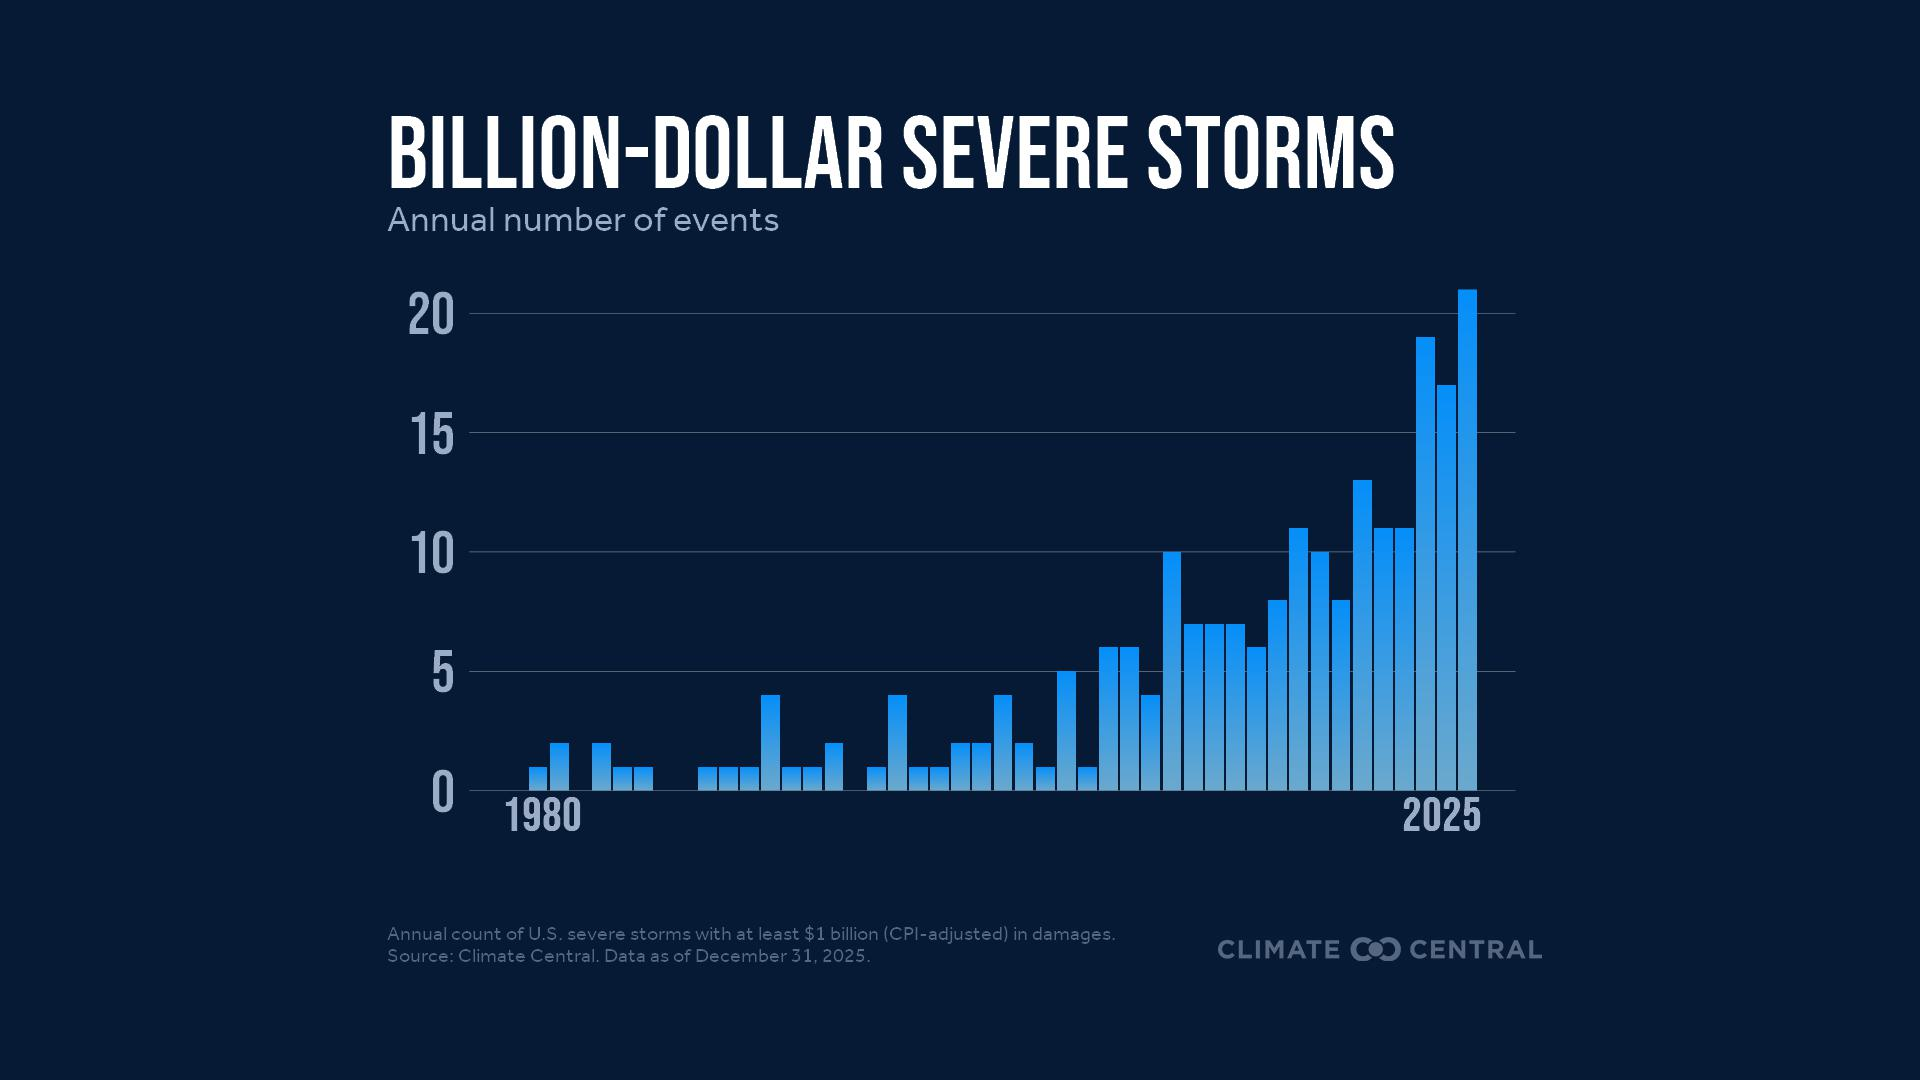 BILLION-DOLLAR SEVERE STORMS
Annual number of events
20
15
10
5
0
1980 2025
Annual count of U.S. severe storms with at least $1 billion (CPI-adjusted) in damages.
Source: Climate Central. Data as of December 31, 2025.
CLIMATE CENTRAL